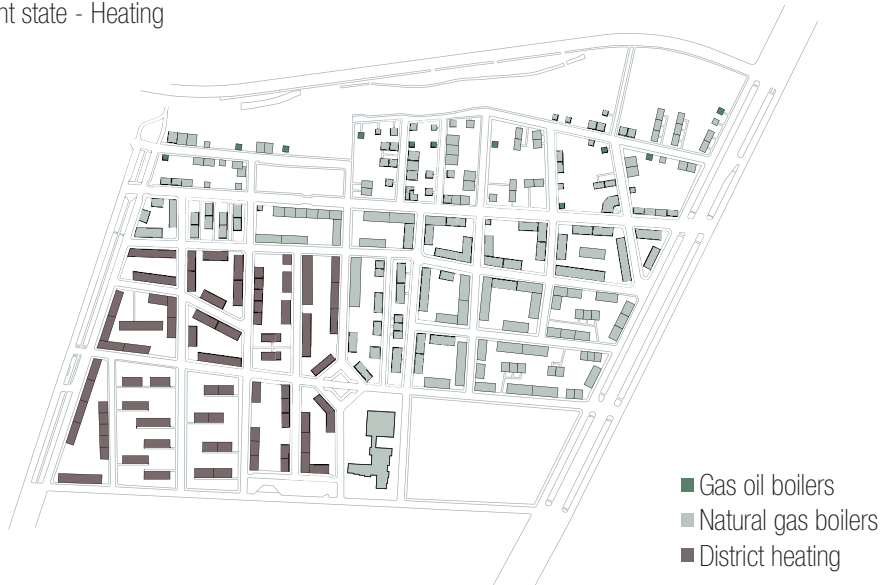 nt state - Heating
Gas oil boilers
Natural gas boilers
District heating